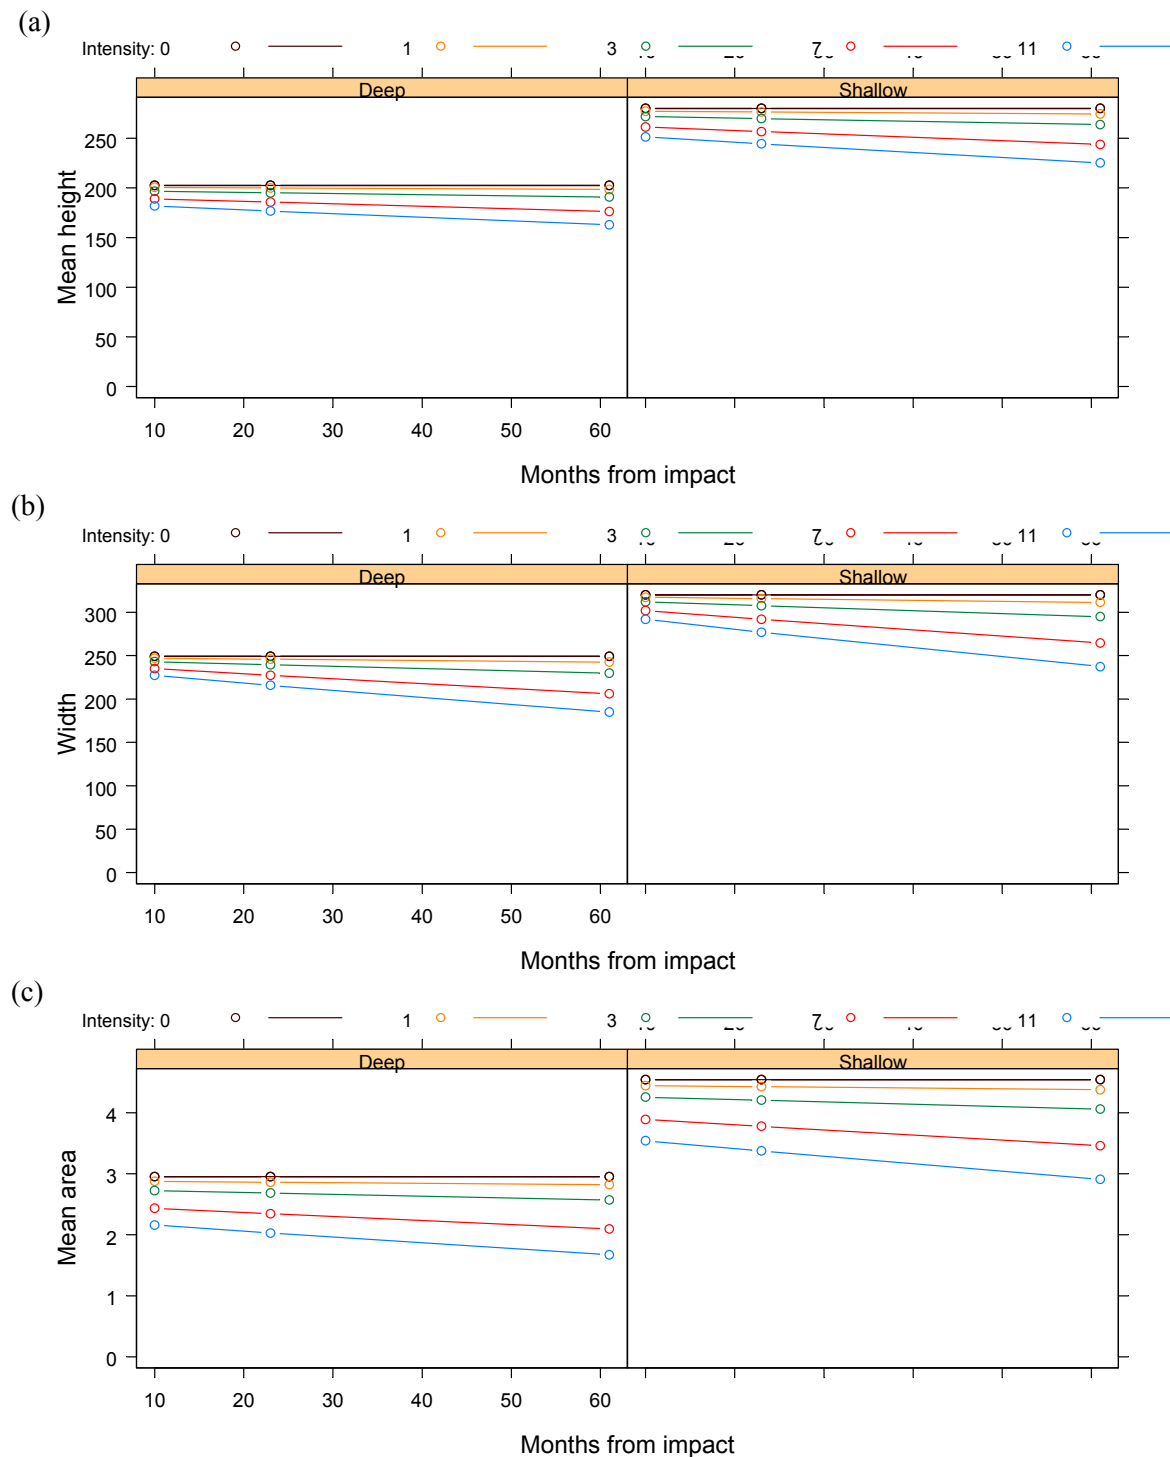 (a)
Intensity: 0 1 3 7 11
Deep Shallow
Mean height
250
200
150
100
50
0
10 20 30 40 50 60
Months from impact
(b)
Intensity: 0 1 3 7 11
Deep Shallow
Width
300
250
200
150
100
50
0
10 20 30 40 50 60
Months from impact
(c)
Intensity: 0 1 3 7 11
Deep Shallow
Mean area
4
3
2
1
0
10 20 30 40 50 60
Months from impact